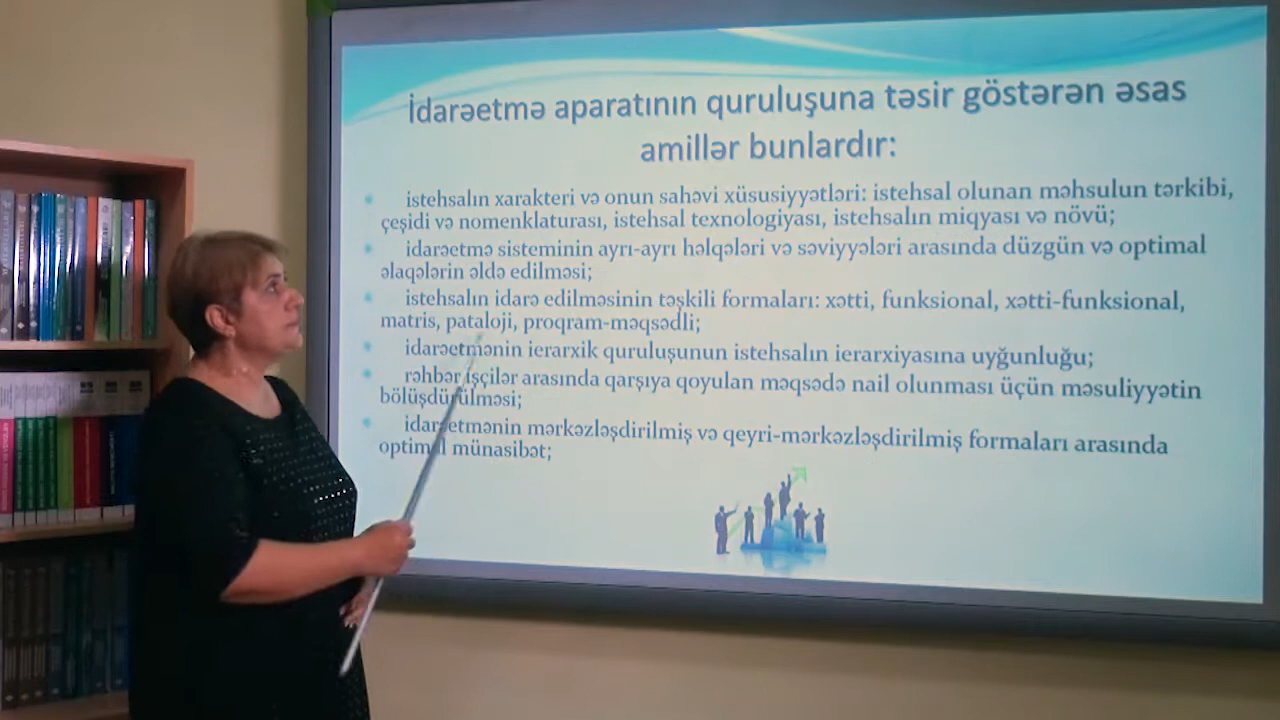 İdarəetmə aparatının quruluşuna təsir göstərən əsas
amillər bunlardır:
istehsalın xarakteri və onun sahəvi xüsusiyyətləri: istehsal olunan məhsulun tərkibi,
çeşidi və nomenklaturası, istehsal texnologiyası, istehsalın miqyası və növü;
idarəetmə sisteminin ayrı-ayrı həlqələri və səviyyələri arasında düzgün və optimal
əlaqələrin əldə edilməsi;
istehsalın idarə edilməsinin təşkili formaları: xətti, funksional, xətti-funksional,
matris, pataloji, proqram-məqsədli;
idarəetmənin ierarxik quruluşunun istehsalın ierarxiyasına uyğunluğu;
rəhbər işçilər arasında qarşıya qoyulan məqsədə nail olunması üçün məsuliyyətin
bölüşdürülməsi;
idarəetmənin mərkəzləşdirilmiş və qeyri-mərkəzləşdirilmiş formaları arasında
optimal münasibət;